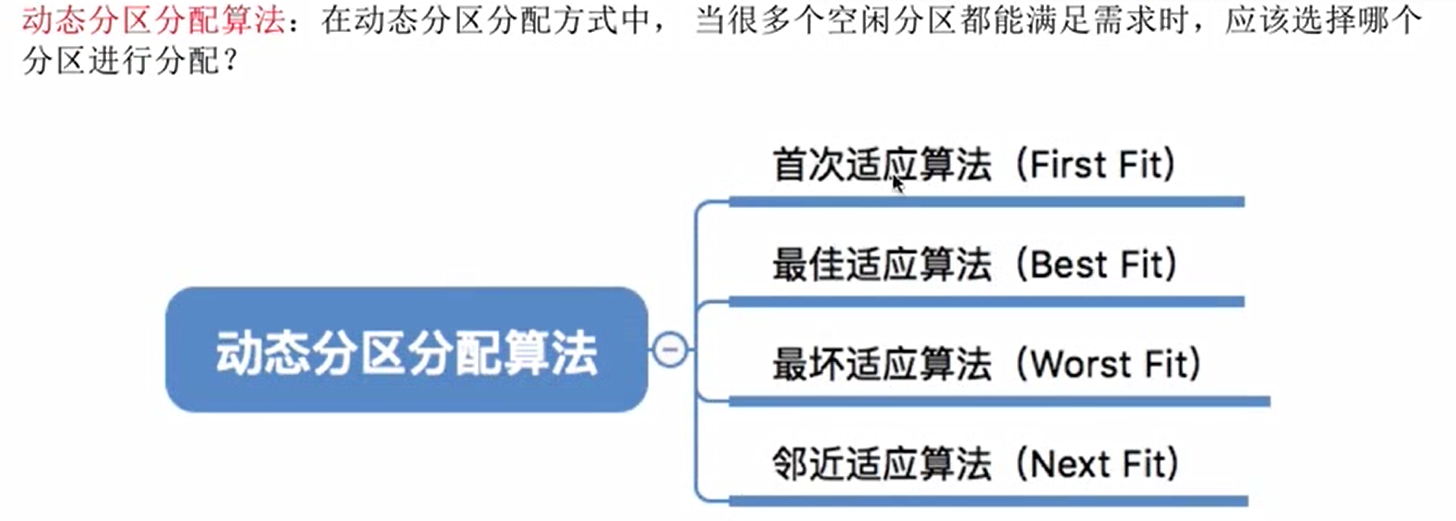 动态分区分配算法：在动态分区分配方式中， 当很多个空闲分区都能满足需求时，应该选择哪个
分区进行分配？
首次适应算法（First Fit）
最佳适应算法（Best Fit）
动态分区分配算法
最坏适应算法（Worst Fit）
邻近适应算法（Next Fit）